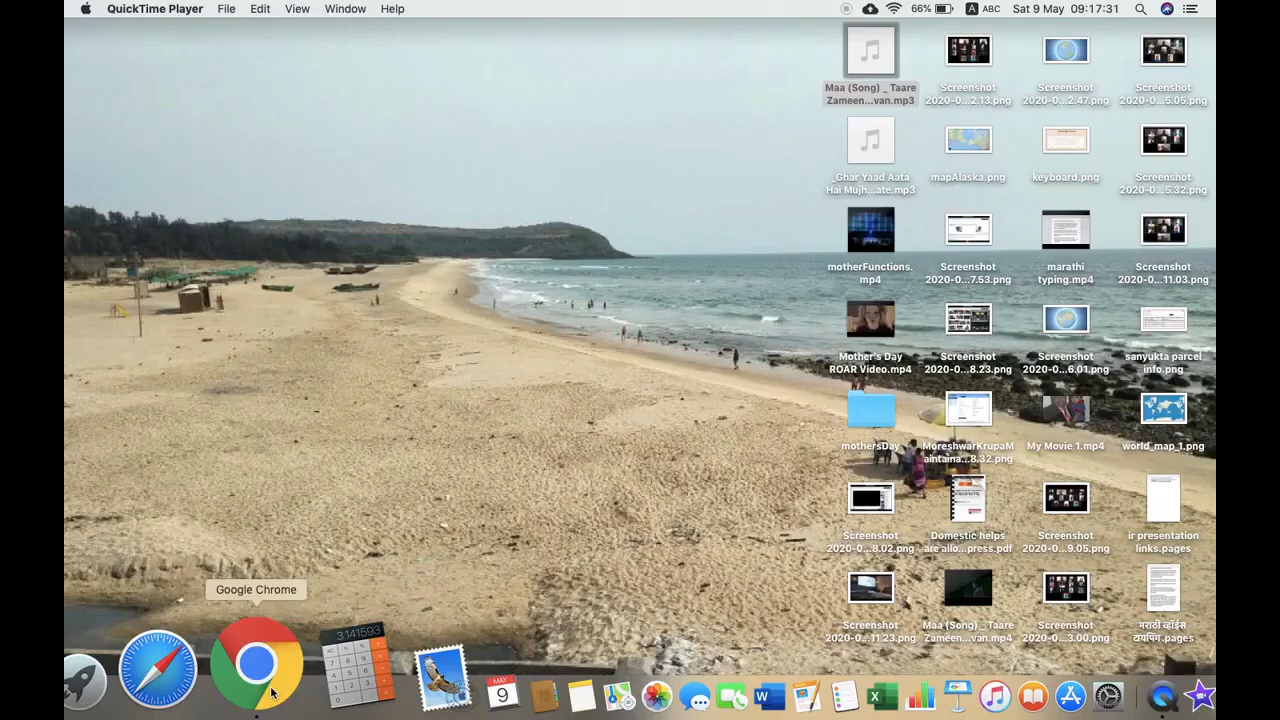 QuickTime Player File Edit View Window Help 66% A ABC Sat 9 May 09:17:31
Maa (Song) _ Taare
Zameen...van.mp3
Screenshot
2020-0...2.13.png
Screenshot
2020-0...2.47.png
Screenshot
2020-0...5.05.png
_Ghar Yaad Aata
Hai Mujh...ate.mp3
mapAlaska.png
keyboard.png
Screenshot
2020-0...5.32.png
motherFunctions.
mp4
Screenshot
2020-0...7.53.png
marathi
typing.mp4
Screenshot
2020-0...11.03.png
Mother's Day
ROAR Video.mp4
Screenshot
2020-0...8.23.png
Screenshot
2020-0...6.01.png
sanyukta parcel
info.png
mothersDay
MoreshwarKrupaM
aintaina...8.32.png
My Movie 1.mp4
world_map_1.png
Screenshot
2020-0...8.02.png
Domestic helps
are allo...press.pdf
Screenshot
2020-0...9.05.png
ir presentation
links.pages
Screenshot
2020-0...11.23.png
Maa (Song) _ Taare
Zameen...van.mp4
Screenshot
2020-0...3.00.png
मराठी व्हॉईस
टायपिंग.pages
Google Chrome
3.141593
MAY
9